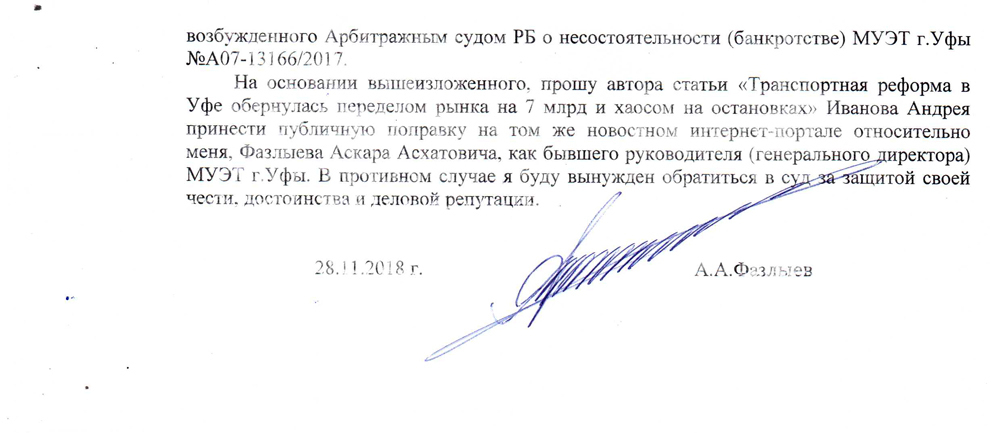 возбужденного Арбитражным судом РБ о несостоятельности (банкротстве) МУЭТ г.Уфы
№А07-13166/2017.
На основании вышеизложенного, прошу автора статьи «Транспортная реформа в
Уфе обернулась переделом рынка на 7 млрд и хаосом на остановках» Иванова Андрея
принести публичную поправку на том же новостном интернет-портале относительно
меня, Фазлыева Аскара Асхатовича, как бывшего руководителя (генерального директора)
МУЭТ г.Уфы. В противном случае я буду вынужден обратиться в суд за защитой своей
чести, достоинства и деловой репутации.
28.11.2018 г. А.А.Фазлыев